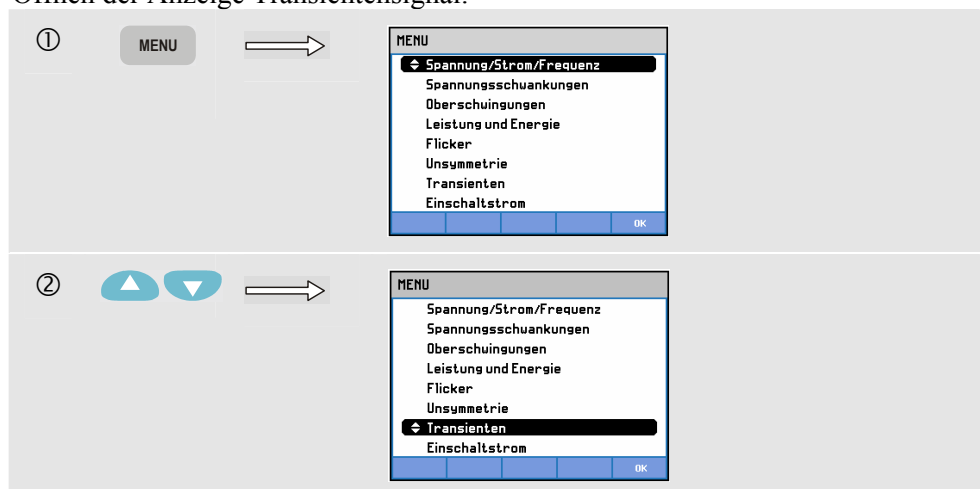 Öffnen der Anzeige Transientensignal:
①
MENU
MENU
Spannung/Strom/Frequenz
Spannungsschwankungen
Oberschwingungen
Leistung und Energie
Flicker
Unsymmetrie
Transienten
Einschaltstrom
OK
②
MENU
Spannung/Strom/Frequenz
Spannungsschwankungen
Oberschwingungen
Leistung und Energie
Flicker
Unsymmetrie
Transienten
Einschaltstrom
OK